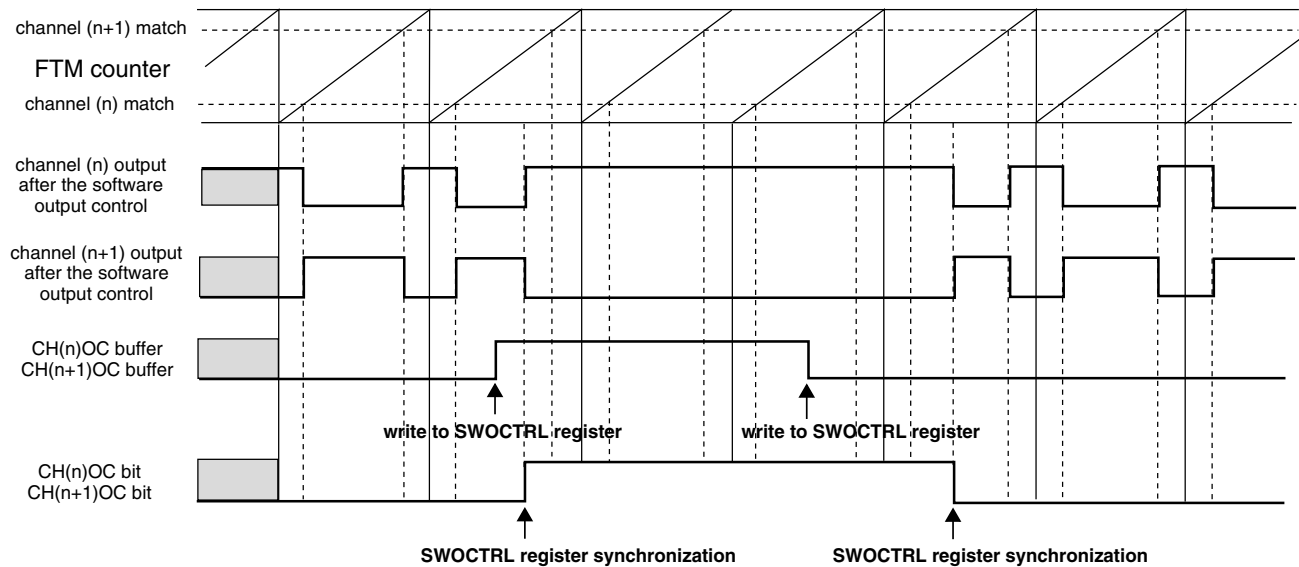 channel (n+1) match
FTM counter
channel (n) match
channel (n) output
after the software
output control
channel (n+1) output
after the software
output control
CH(n)OC buffer
CH(n+1)OC buffer
write to SWOCTRL register
write to SWOCTRL register
CH(n)OC bit
CH(n+1)OC bit
SWOCTRL register synchronization
SWOCTRL register synchronization